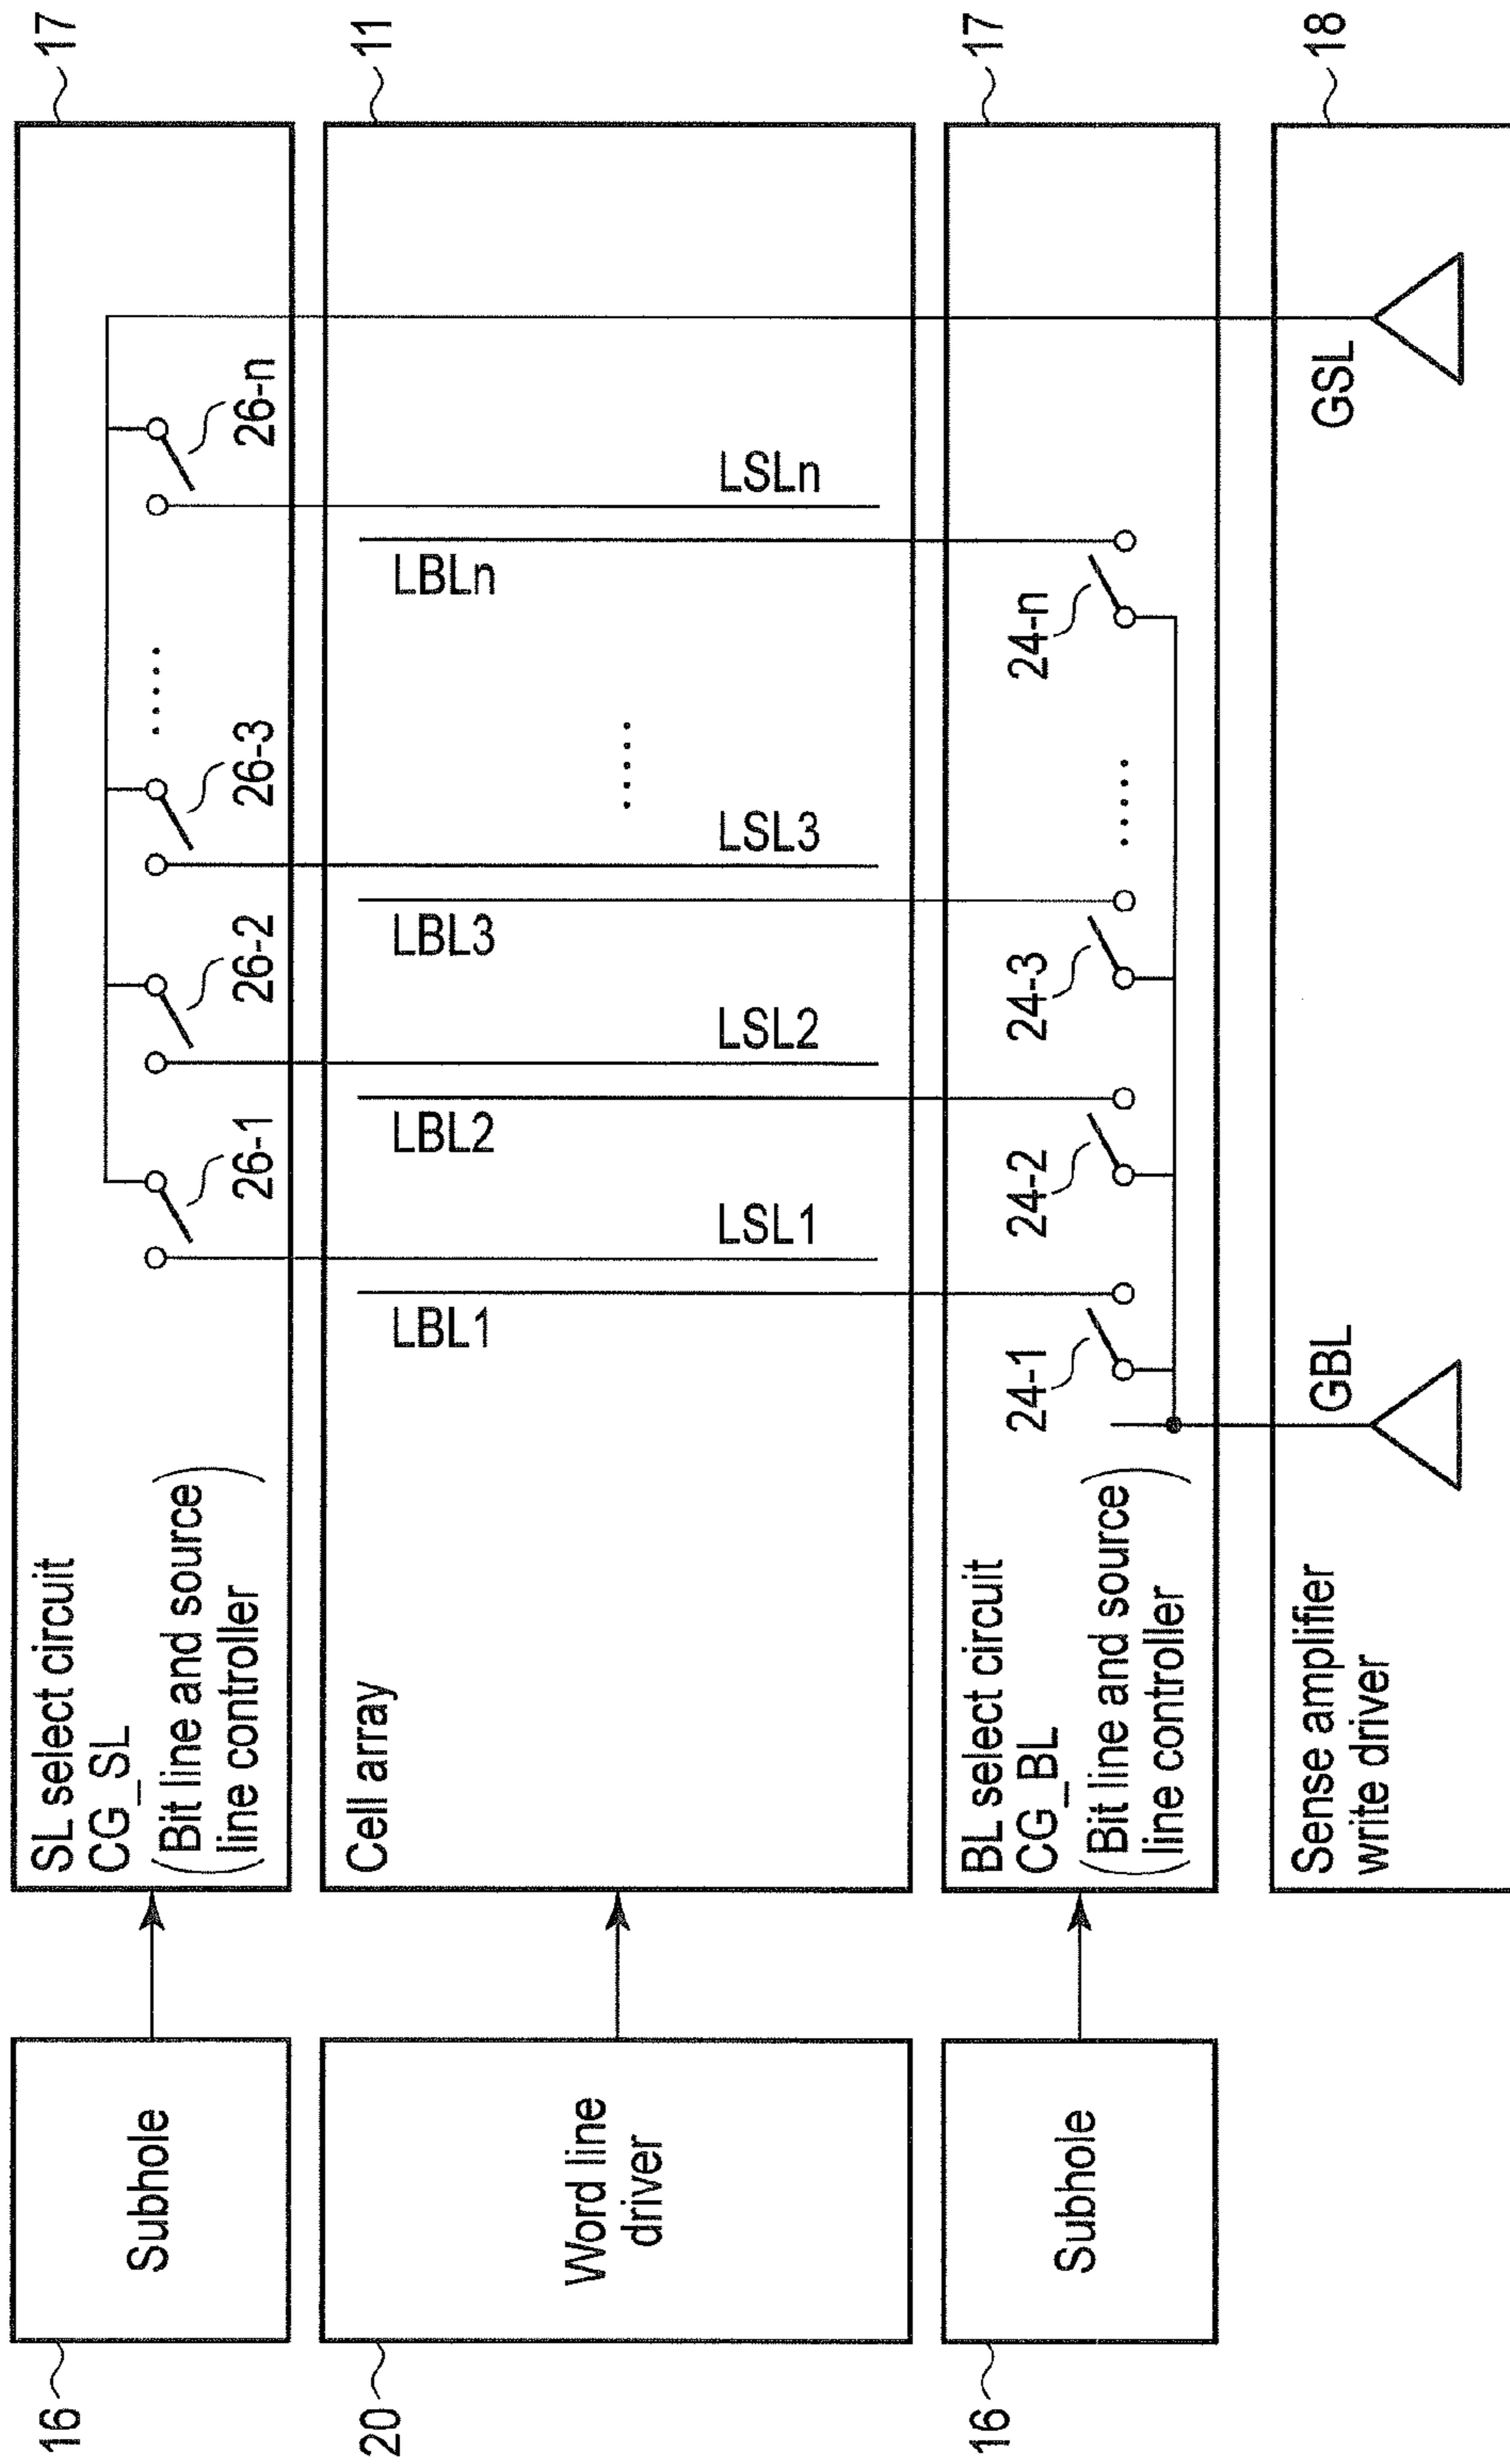 16
Subhole
SL select circuit
CG_SL
(Bit line and source
line controller)
26-1
26-2
26-3
.....
26-n
17
20
Word line
driver
Cell array
LBL1
LSL1
LBL2
LSL2
LBL3
LSL3
.....
LBLn
LSLn
11
16
Subhole
BL select circuit
CG_BL
(Bit line and source
line controller)
24-1
24-2
24-3
.....
24-n
17
Sense amplifier
write driver
GBL
GSL
18